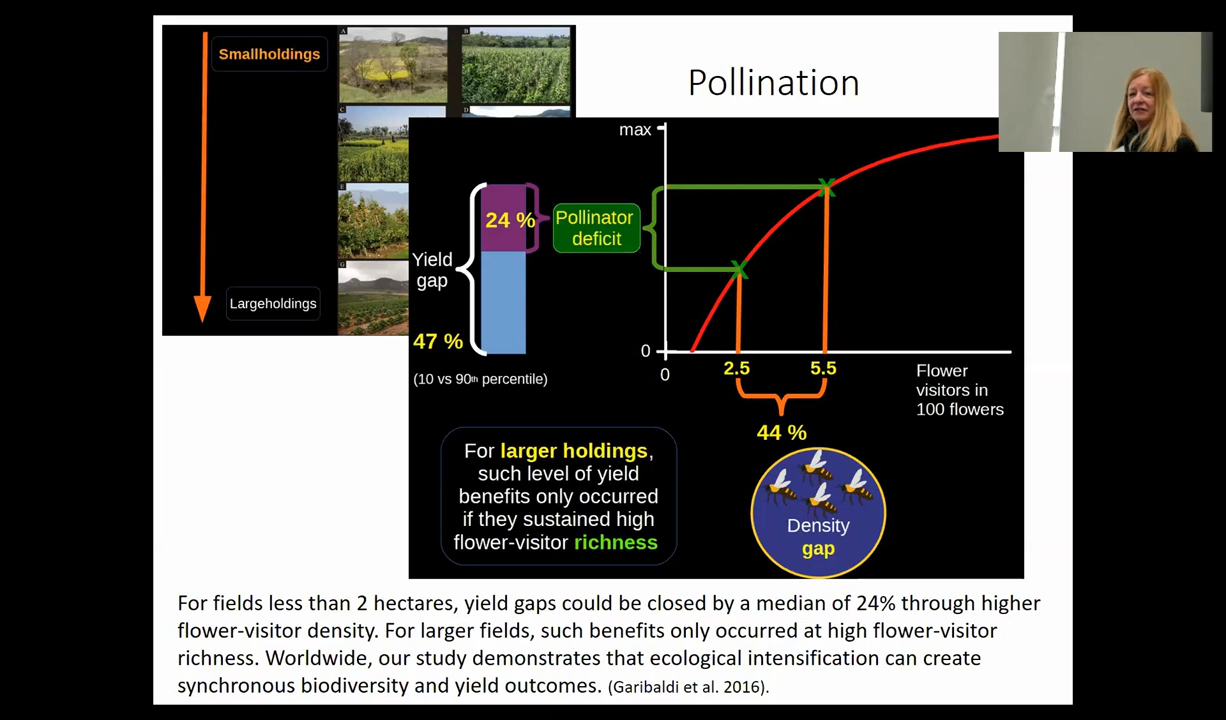 Smallholdings
Largeholdings
A
B
C
D
E
G
Pollination
max
0
0
2.5
5.5
24 %
Pollinator
deficit
Yield
gap
47 %
(10 vs 90th percentile)
Flower
visitors in
100 flowers
44 %
Density
gap
For larger holdings,
such level of yield
benefits only occurred
if they sustained high
flower-visitor richness
For fields less than 2 hectares, yield gaps could be closed by a median of 24% through higher
flower-visitor density. For larger fields, such benefits only occurred at high flower-visitor
richness. Worldwide, our study demonstrates that ecological intensification can create
synchronous biodiversity and yield outcomes. (Garibaldi et al. 2016).